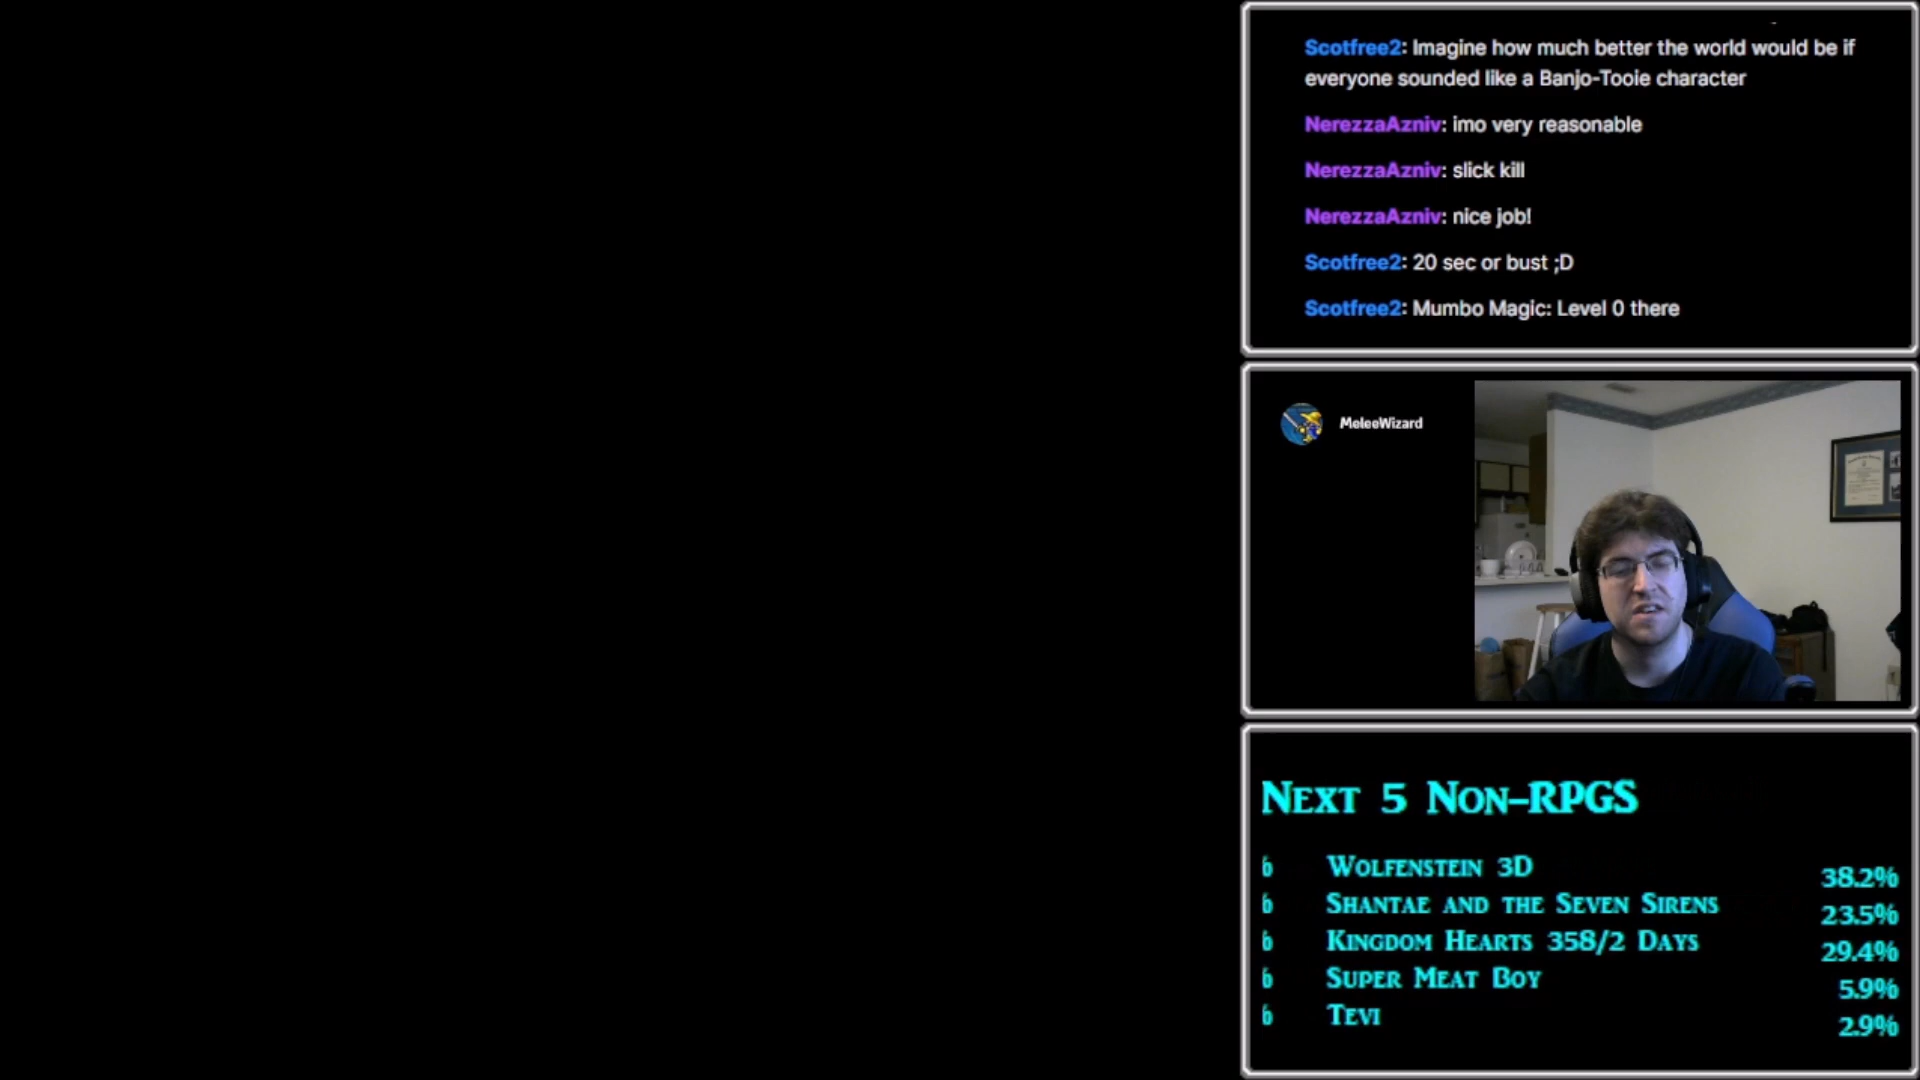 Scotfree2: Imagine how much better the world would be if
everyone sounded like a Banjo-Tooie character
NerezzaAzniv: imo very reasonable
NerezzaAzniv: slick kill
NerezzaAzniv: nice job!
Scotfree2: 20 sec or bust ;D
Scotfree2: Mumbo Magic: Level 0 there
MeleeWizard
Next 5 Non-RPGs
Wolfenstein 3D 38.2%
Shantae and the Seven Sirens 23.5%
Kingdom Hearts 358/2 Days 29.4%
Super Meat Boy 5.9%
Tevi 2.9%